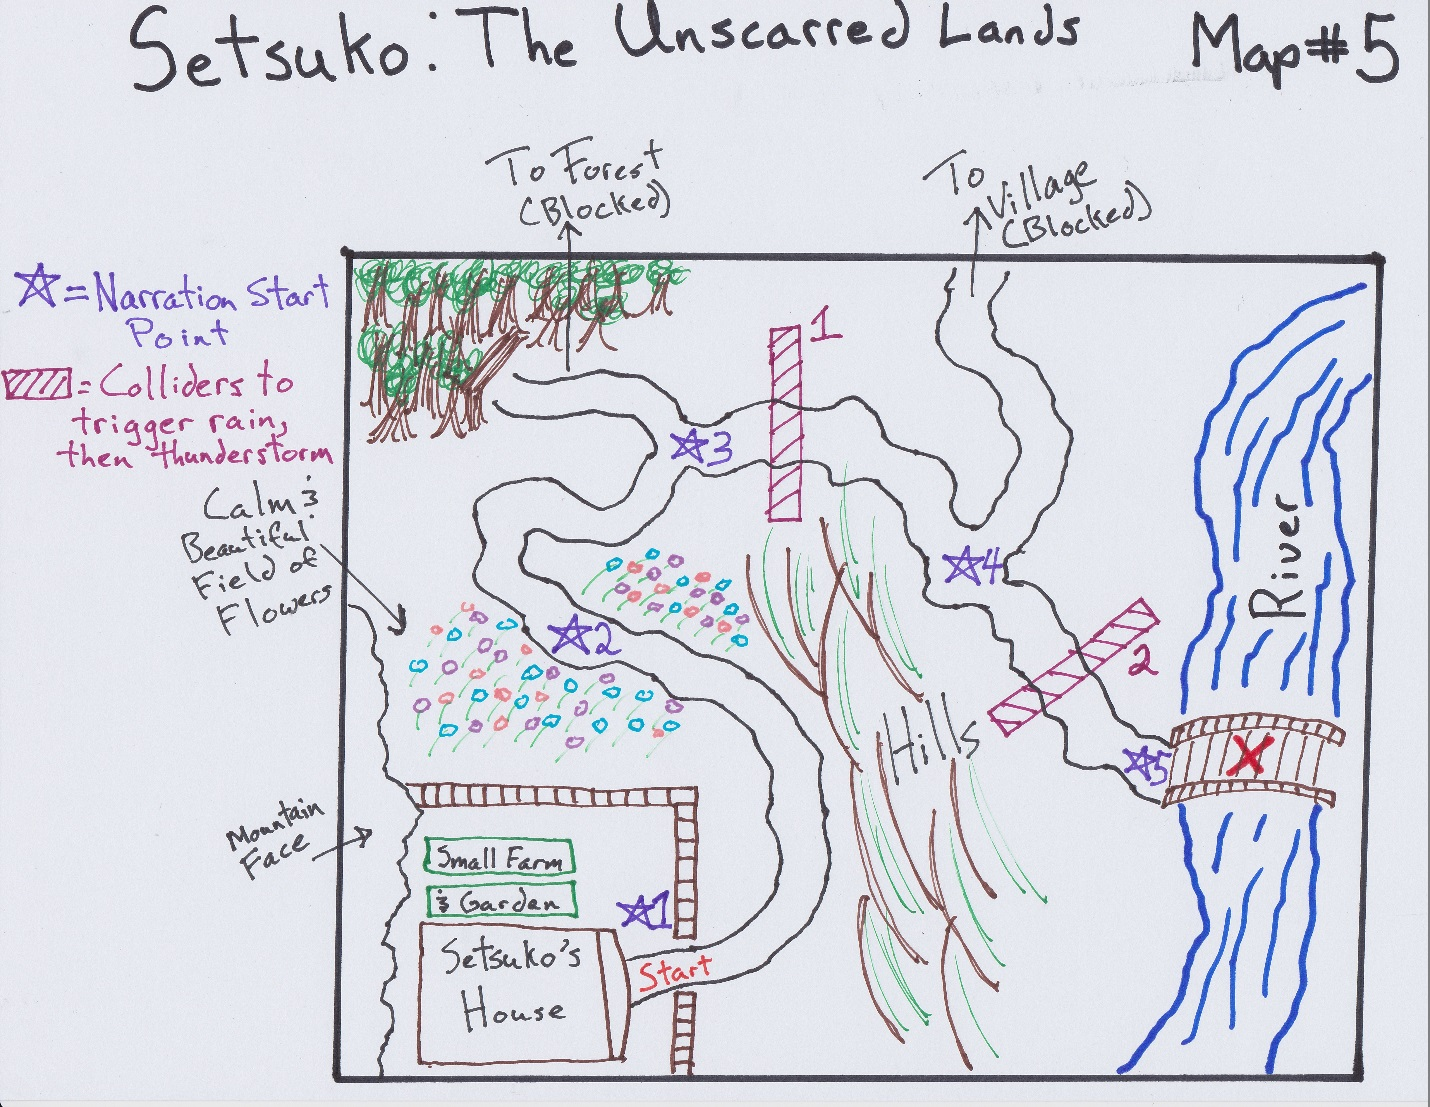 Setsuko: The Unscarred Lands Map#5
To Forest
(Blocked)
To
Village
(Blocked)
☆=Narration Start
Point
=Colliders to
trigger rain,
then thunderstorm
Calm &
Beautiful
Field of
Flowers
Mountain
Face
1
☆3
☆4
☆2
2
☆5
X
River
Hills
Small Farm
& Garden
☆1
Setsuko's
House
Start